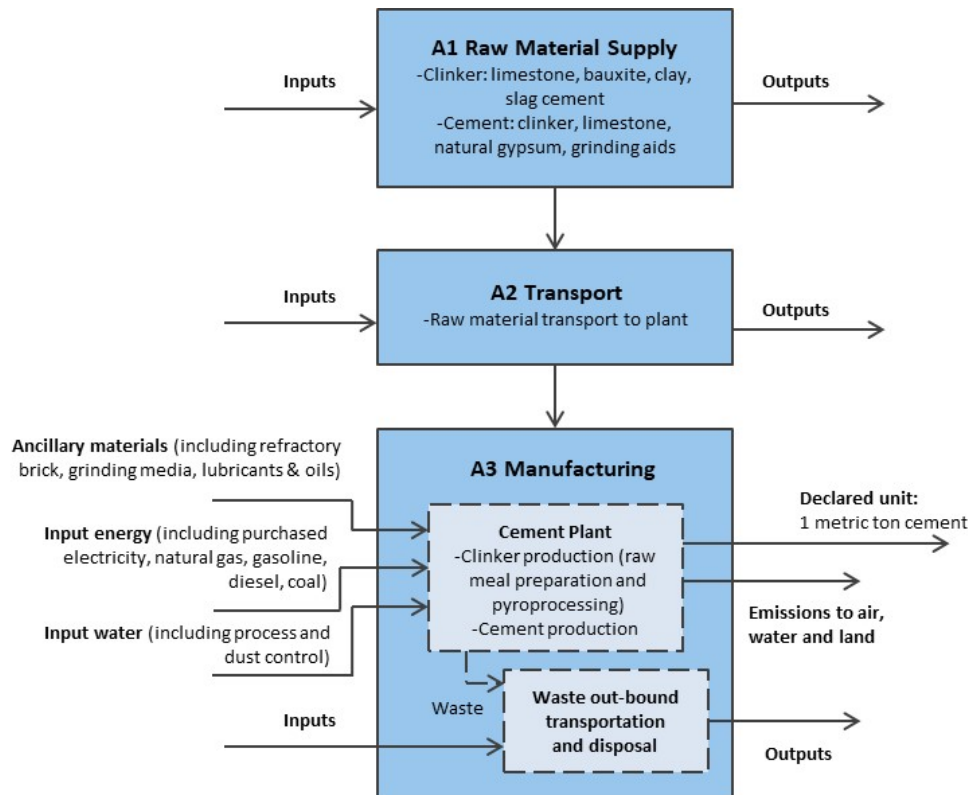 A1 Raw Material Supply
-Clinker: limestone, bauxite, clay,
slag cement
-Cement: clinker, limestone,
natural gypsum, grinding aids
Inputs
Outputs
A2 Transport
-Raw material transport to plant
Inputs
Outputs
A3 Manufacturing
Ancillary materials (including refractory
brick, grinding media, lubricants & oils)
Input energy (including purchased
electricity, natural gas, gasoline,
diesel, coal)
Input water (including process and
dust control)
Cement Plant
-Clinker production (raw
meal preparation and
pyroprocessing)
-Cement production
Declared unit:
1 metric ton cement
Emissions to air,
water and land
Waste
Waste out-bound
transportation
and disposal
Inputs
Outputs